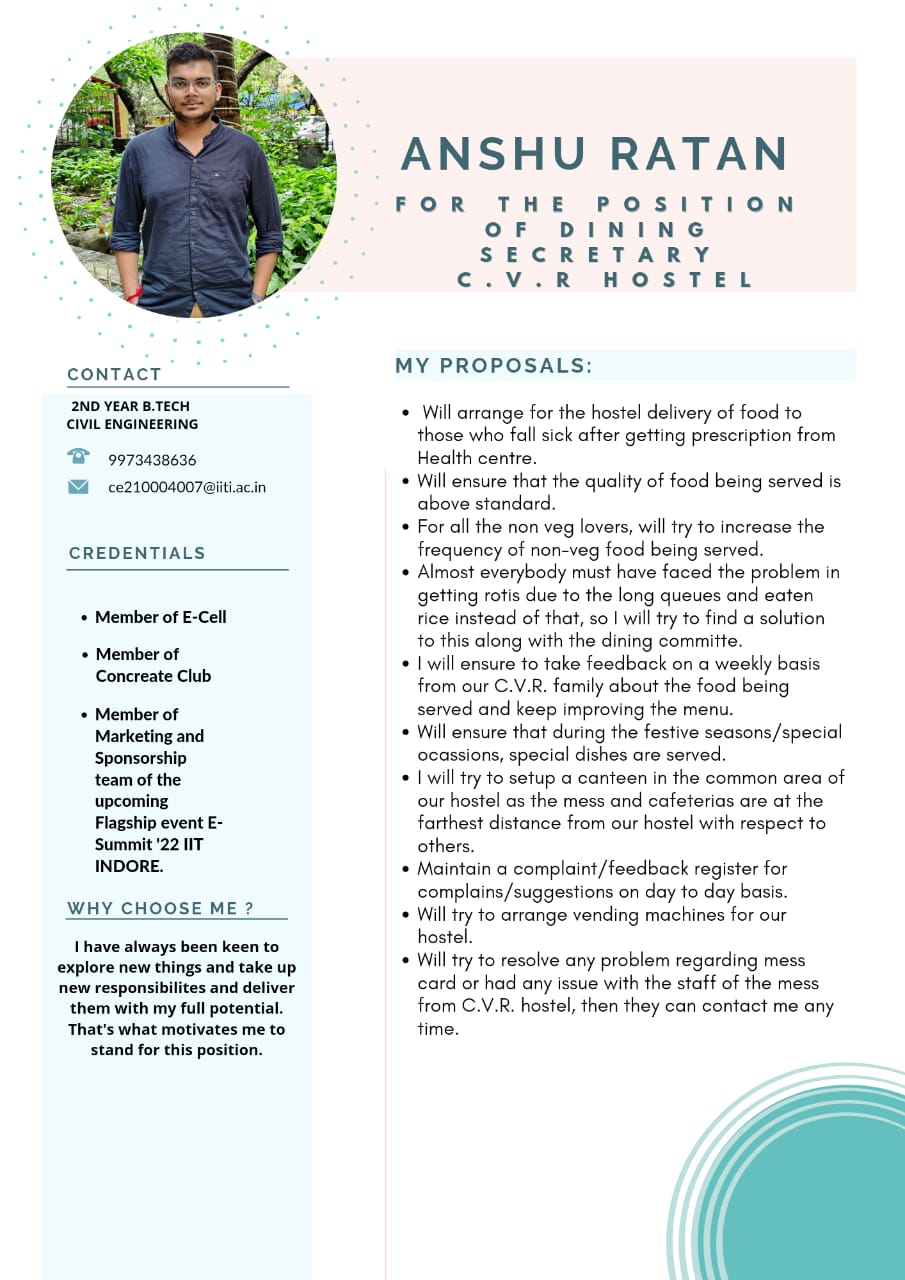 ANSHU RATAN
FOR THE POSITION
OF DINING
SECRETARY
C.V.R HOSTEL
CONTACT
2ND YEAR B.TECH
CIVIL ENGINEERING
9973438636
ce210004007@iiti.ac.in
CREDENTIALS
• Member of E-Cell
• Member of
Concreate Club
• Member of
Marketing and
Sponsorship
team of the
upcoming
Flagship event E-
Summit '22 IIT
INDORE.
WHY CHOOSE ME ?
I have always been keen to
explore new things and take up
new responsibilites and deliver
them with my full potential.
That's what motivates me to
stand for this position.
MY PROPOSALS:
• Will arrange for the hostel delivery of food to
those who fall sick after getting prescription from
Health centre.
• Will ensure that the quality of food being served is
above standard.
• For all the non veg lovers, will try to increase the
frequency of non-veg food being served.
• Almost everybody must have faced the problem in
getting rotis due to the long queues and eaten
rice instead of that, so I will try to find a solution
to this along with the dining committe.
• I will ensure to take feedback on a weekly basis
from our C.V.R. family about the food being
served and keep improving the menu.
• Will ensure that during the festive seasons/special
ocassions, special dishes are served.
• I will try to setup a canteen in the common area of
our hostel as the mess and cafeterias are at the
farthest distance from our hostel with respect to
others.
• Maintain a complaint/feedback register for
complains/suggestions on day to day basis.
• Will try to arrange vending machines for our
hostel.
• Will try to resolve any problem regarding mess
card or had any issue with the staff of the mess
from C.V.R. hostel, then they can contact me any
time.